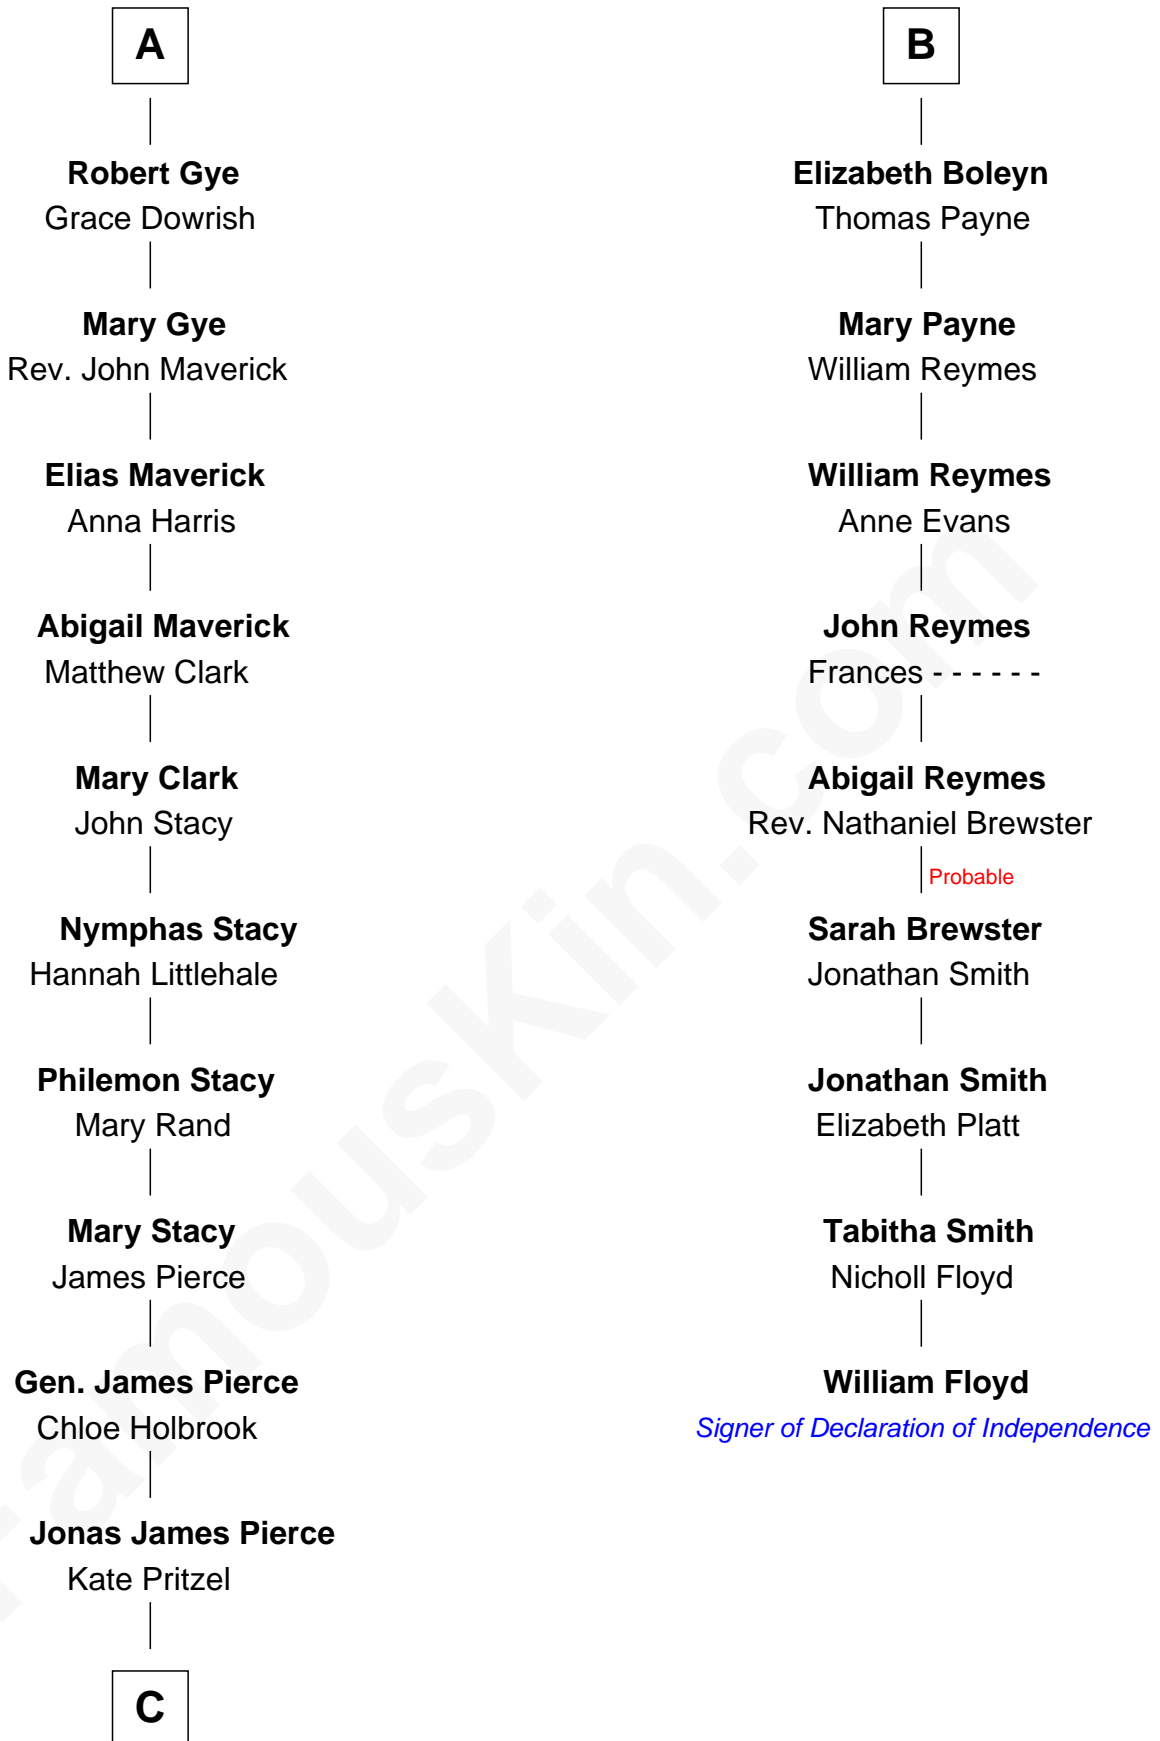 A
Robert Gye
Grace Dowrish
Mary Gye
Rev. John Maverick
Elias Maverick
Anna Harris
Abigail Maverick
Matthew Clark
Mary Clark
John Stacy
Nymphas Stacy
Hannah Littlehale
Philemon Stacy
Mary Rand
Mary Stacy
James Pierce
Gen. James Pierce
Chloe Holbrook
Jonas James Pierce
Kate Pritzel
C
B
Elizabeth Boleyn
Thomas Payne
Mary Payne
William Reymes
William Reymes
Anne Evans
John Reymes
Frances - - - - - -
Abigail Reymes
Rev. Nathaniel Brewster
Probable
Sarah Brewster
Jonathan Smith
Jonathan Smith
Elizabeth Platt
Tabitha Smith
Nicholl Floyd
William Floyd
Signer of Declaration of Independence
FamousKin.com